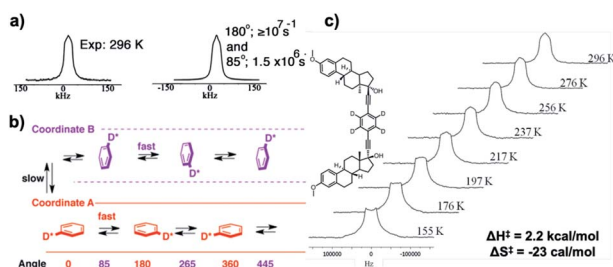 a)
Exp: 296 K
150
0
150
kHz
180°; ≥10⁷ s⁻¹
and
85°; 1.5 x10⁶ s⁻¹
-150
0
150
kHz
b)
Coordinate B
D*
fast
D*
D*
slow
Coordinate A
fast
D*
D*
D*
Angle 0 85 180 265 360 445
c)
O
H
H
H
OH
D
D
D
D
OH
H
H
H
O
296 K
276 K
256 K
237 K
217 K
197 K
176 K
155 K
100000
0
-100000
Hz
ΔH‡ = 2.2 kcal/mol
ΔS‡ = -23 cal/mol